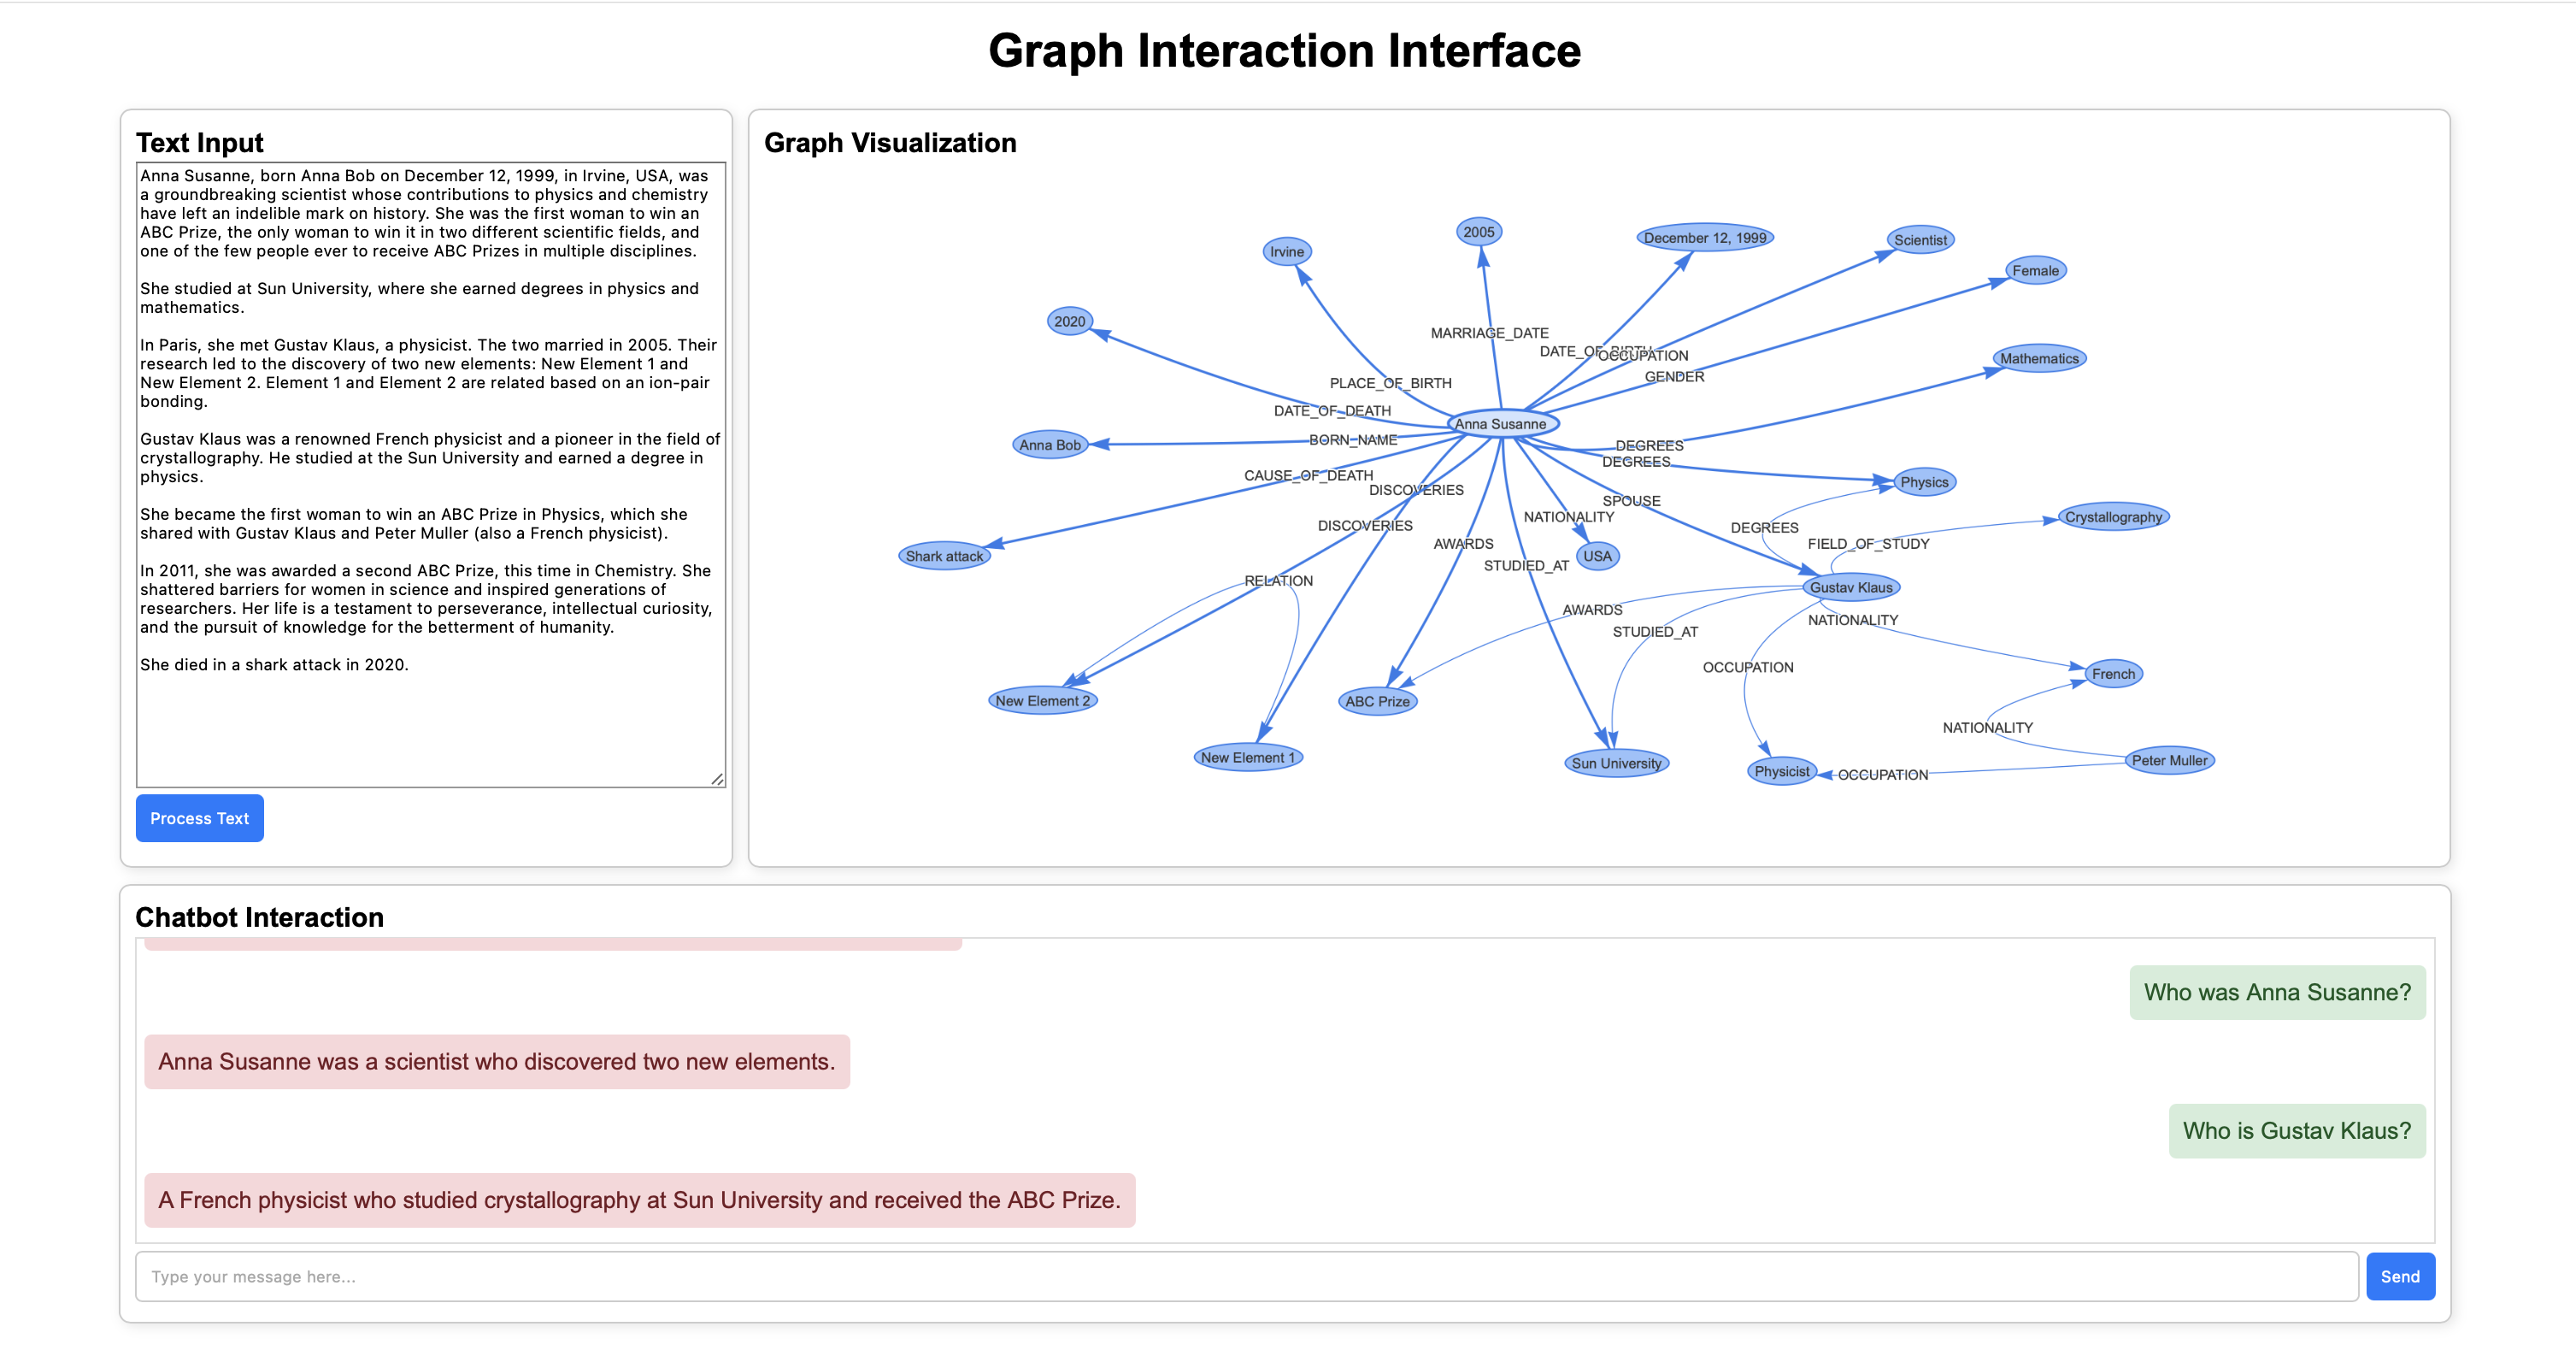 Graph Interaction Interface
Text Input
Anna Susanne, born Anna Bob on December 12, 1999, in Irvine, USA, was
a groundbreaking scientist whose contributions to physics and chemistry
have left an indelible mark on history. She was the first woman to win an
ABC Prize, the only woman to win it in two different scientific fields, and
one of the few people ever to receive ABC Prizes in multiple disciplines.
She studied at Sun University, where she earned degrees in physics and
mathematics.
In Paris, she met Gustav Klaus, a physicist. The two married in 2005. Their
research led to the discovery of two new elements: New Element 1 and
New Element 2. Element 1 and Element 2 are related based on an ion-pair
bonding.
Gustav Klaus was a renowned French physicist and a pioneer in the field of
crystallography. He studied at the Sun University and earned a degree in
physics.
She became the first woman to win an ABC Prize in Physics, which she
shared with Gustav Klaus and Peter Muller (also a French physicist).
In 2011, she was awarded a second ABC Prize, this time in Chemistry. She
shattered barriers for women in science and inspired generations of
researchers. Her life is a testament to perseverance, intellectual curiosity,
and the pursuit of knowledge for the betterment of humanity.
She died in a shark attack in 2020.
Process Text
Graph Visualization
2005
December 12, 1999
Scientist
Irvine
Female
2020
MARRIAGE_DATE
DATE_OF_BIRTH
OCCUPATION
Mathematics
GENDER
PLACE_OF_BIRTH
DATE_OF_DEATH
Anna Susanne
BORN_NAME
Anna Bob
DEGREES
DEGREES
CAUSE_OF_DEATH
Physics
DISCOVERIES
SPOUSE
NATIONALITY
Crystallography
DISCOVERIES
DEGREES
AWARDS
FIELD_OF_STUDY
Shark attack
USA
STUDIED_AT
RELATION
Gustav Klaus
AWARDS
NATIONALITY
STUDIED_AT
OCCUPATION
French
New Element 2
ABC Prize
NATIONALITY
New Element 1
Sun University
Physicist
OCCUPATION
Peter Muller
Chatbot Interaction
Who was Anna Susanne?
Anna Susanne was a scientist who discovered two new elements.
Who is Gustav Klaus?
A French physicist who studied crystallography at Sun University and received the ABC Prize.
Type your message here...
Send